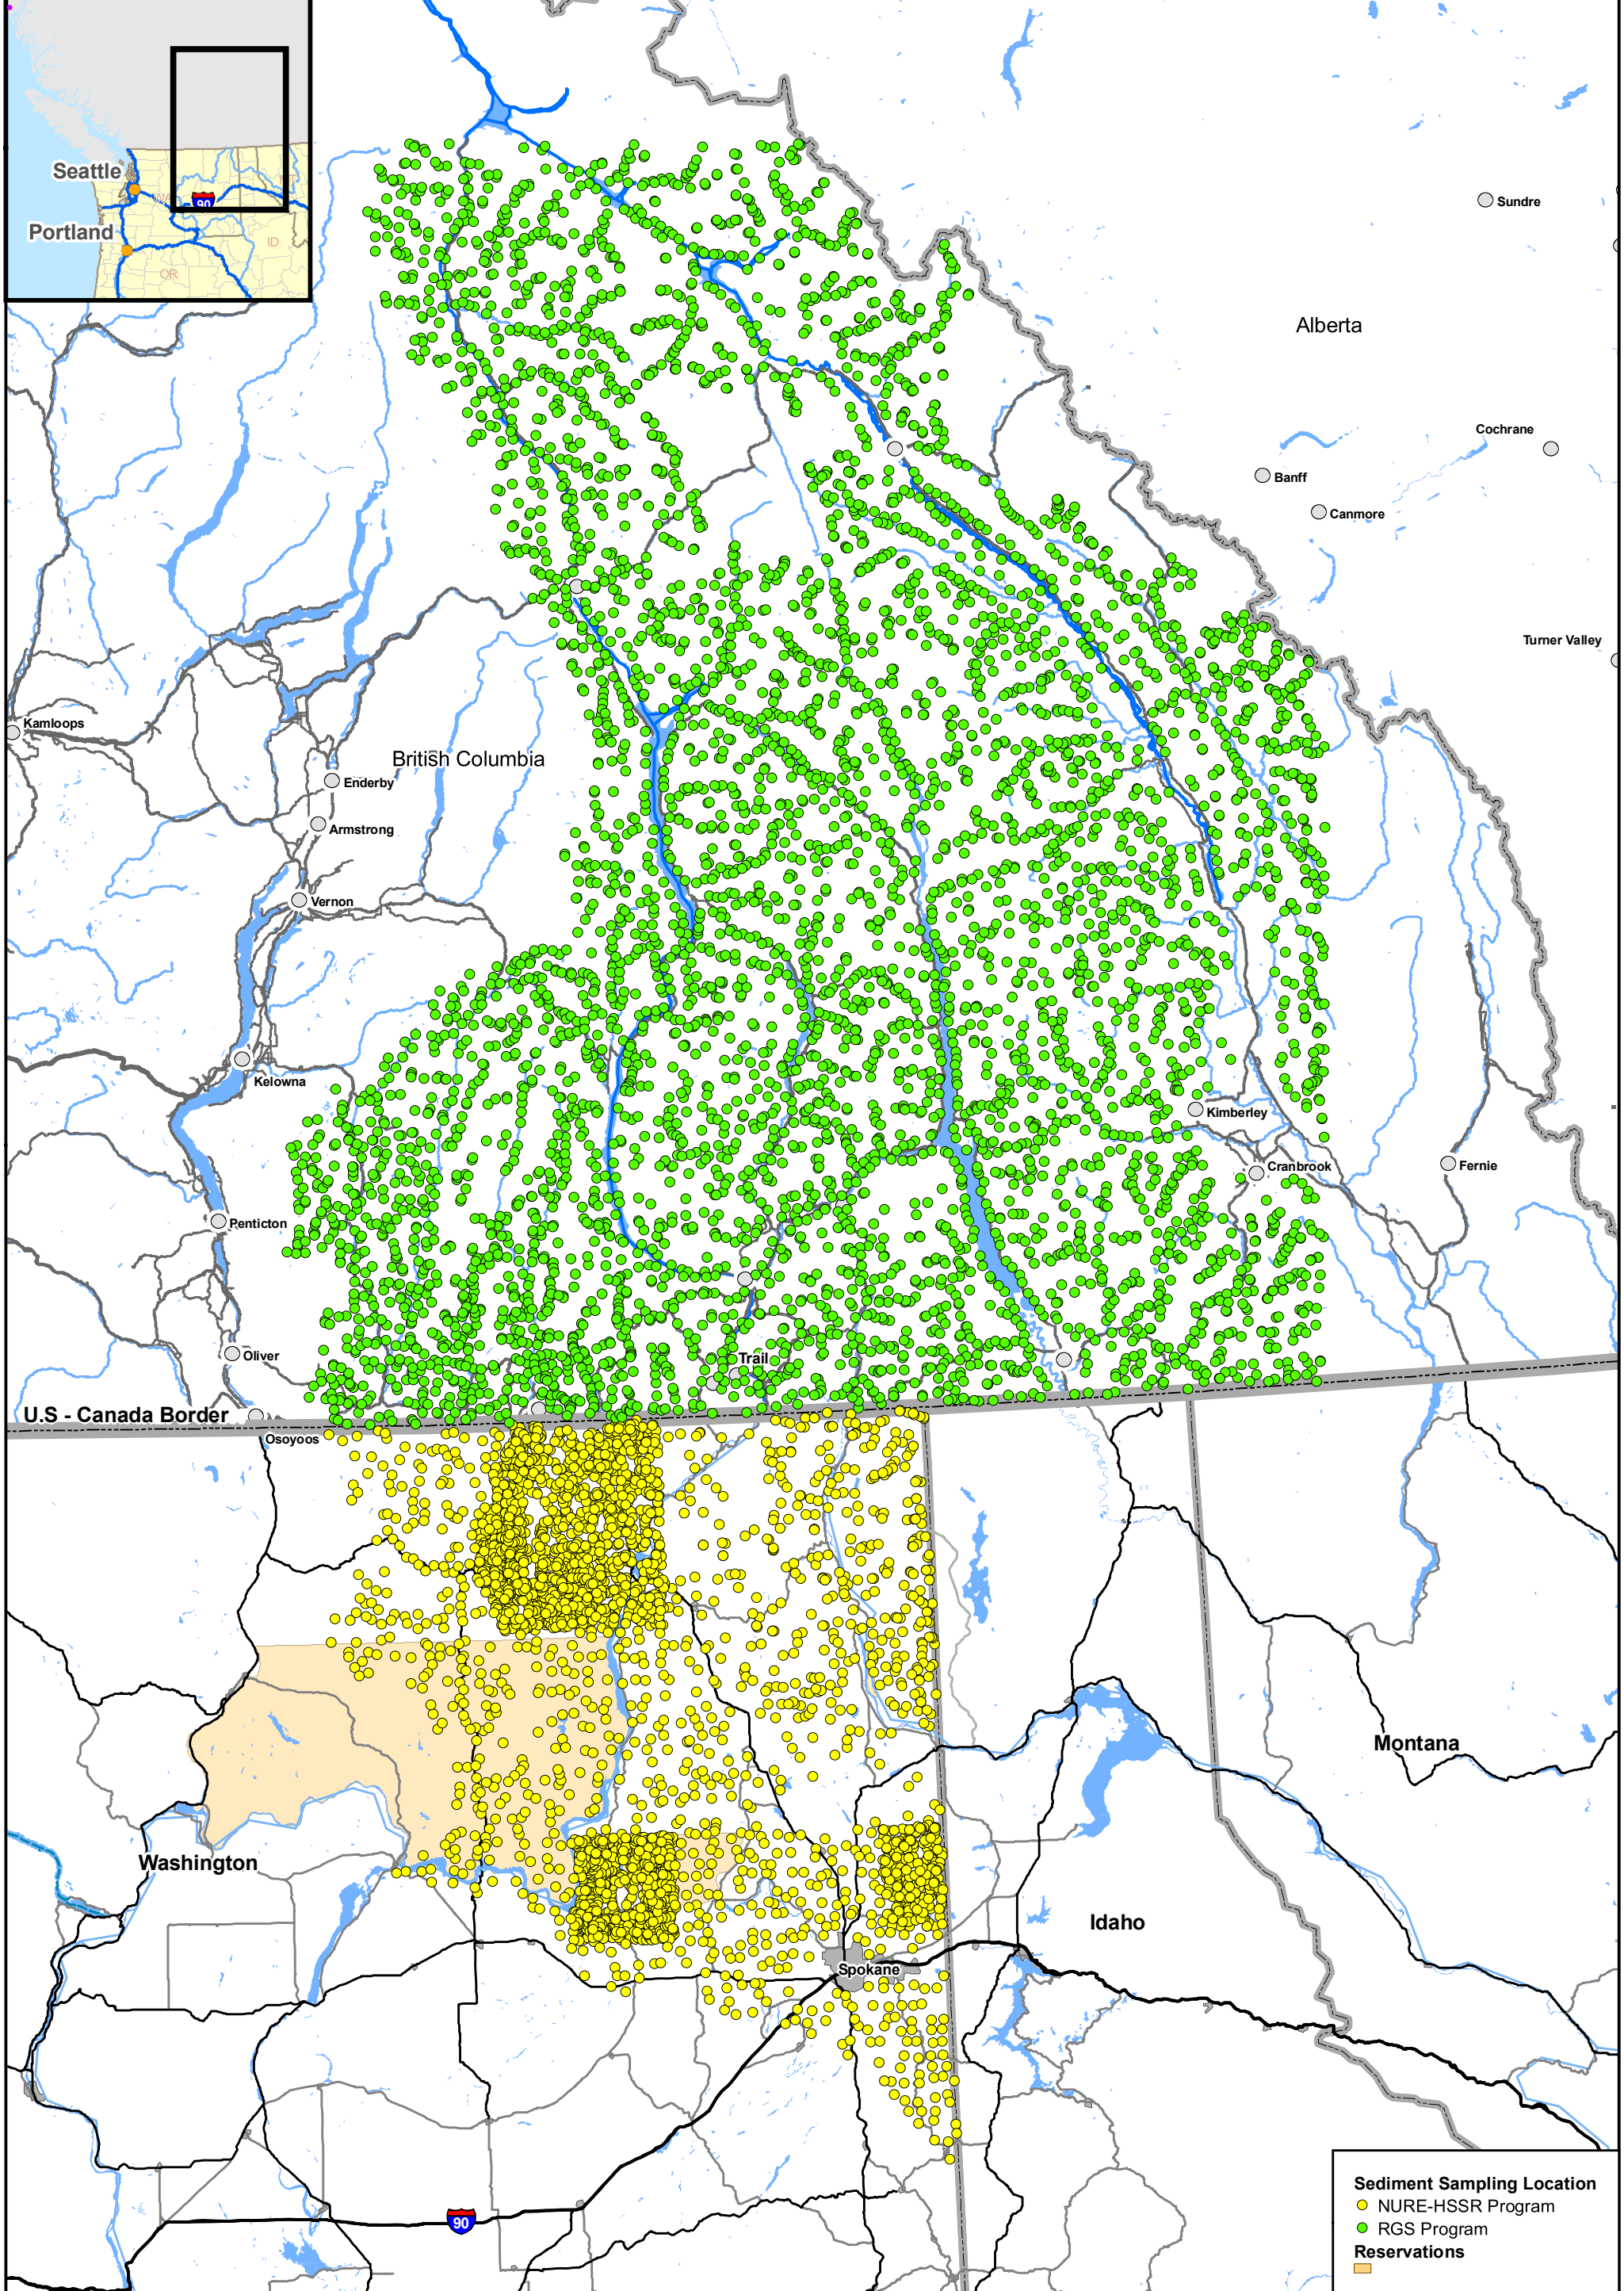 Seattle
90
Portland
ID
OR
Sundre
Alberta
Cochrane
Banff
Canmore
Turner Valley
Kamloops
British Columbia
Enderby
Armstrong
Vernon
Kelowna
Kimberley
Cranbrook
Fernie
Penticton
Oliver
Trail
U.S - Canada Border
Osoyoos
Montana
Washington
Idaho
Spokane
90
Sediment Sampling Location
NURE-HSSR Program
RGS Program
Reservations